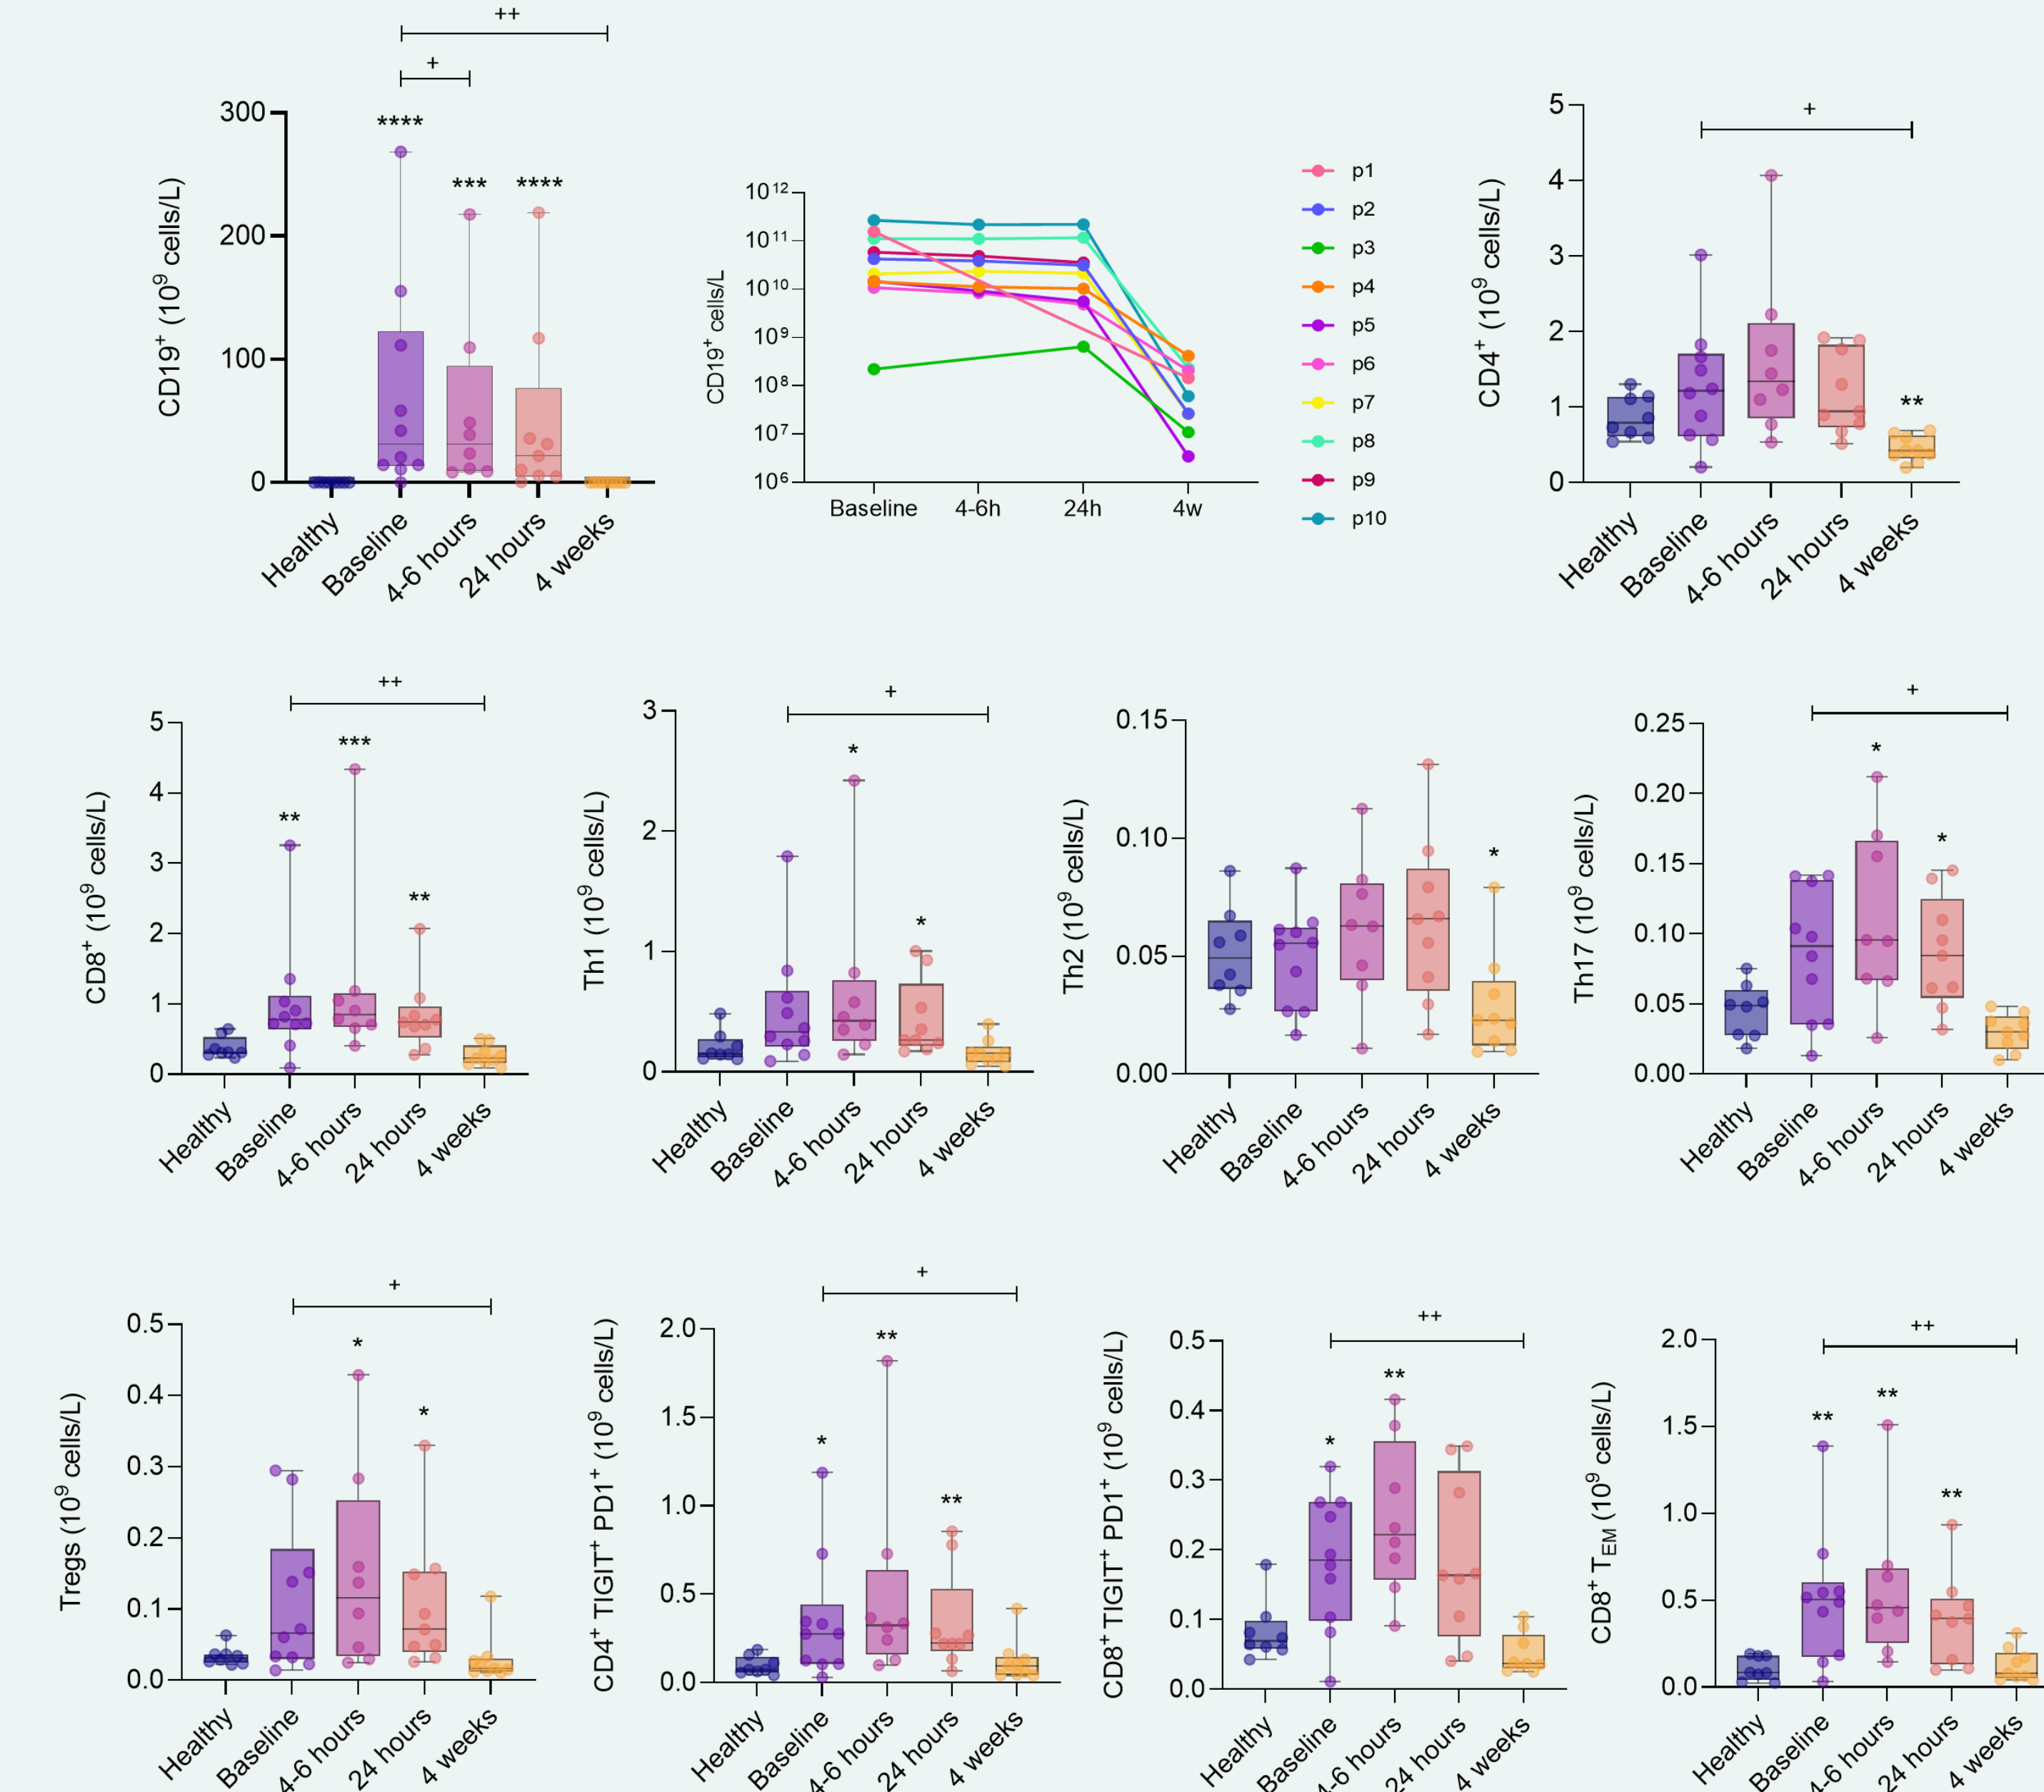 ++
+
300
200
100
0
****
***
****
CD19+ (10^9 cells/L)
Healthy
Baseline
4-6 hours
24 hours
4 weeks
10^12
10^11
10^10
10^9
10^8
10^7
10^6
CD19+ cells/L
Baseline
4-6h
24h
4w
p1
p2
p3
p4
p5
p6
p7
p8
p9
p10
+
5
4
3
2
1
0
**
CD4+ (10^9 cells/L)
Healthy
Baseline
4-6 hours
24 hours
4 weeks
++
5
4
3
2
1
0
**
***
**
CD8+ (10^9 cells/L)
Healthy
Baseline
4-6 hours
24 hours
4 weeks
+
3
2
1
0
*
*
Th1 (10^9 cells/L)
Healthy
Baseline
4-6 hours
24 hours
4 weeks
0.15
0.10
0.05
0.00
*
Th2 (10^9 cells/L)
Healthy
Baseline
4-6 hours
24 hours
4 weeks
+
0.25
0.20
0.15
0.10
0.05
0.00
*
*
Th17 (10^9 cells/L)
Healthy
Baseline
4-6 hours
24 hours
4 weeks
+
0.5
0.4
0.3
0.2
0.1
0.0
*
*
Tregs (10^9 cells/L)
Healthy
Baseline
4-6 hours
24 hours
4 weeks
+
2.0
1.5
1.0
0.5
0.0
*
**
**
CD4+ TIGIT+ PD1+ (10^9 cells/L)
Healthy
Baseline
4-6 hours
24 hours
4 weeks
++
0.5
0.4
0.3
0.2
0.1
0.0
*
**
CD8+ TIGIT+ PD1+ (10^9 cells/L)
Healthy
Baseline
4-6 hours
24 hours
4 weeks
++
2.0
1.5
1.0
0.5
0.0
**
**
**
CD8+ TEM (10^9 cells/L)
Healthy
Baseline
4-6 hours
24 hours
4 weeks